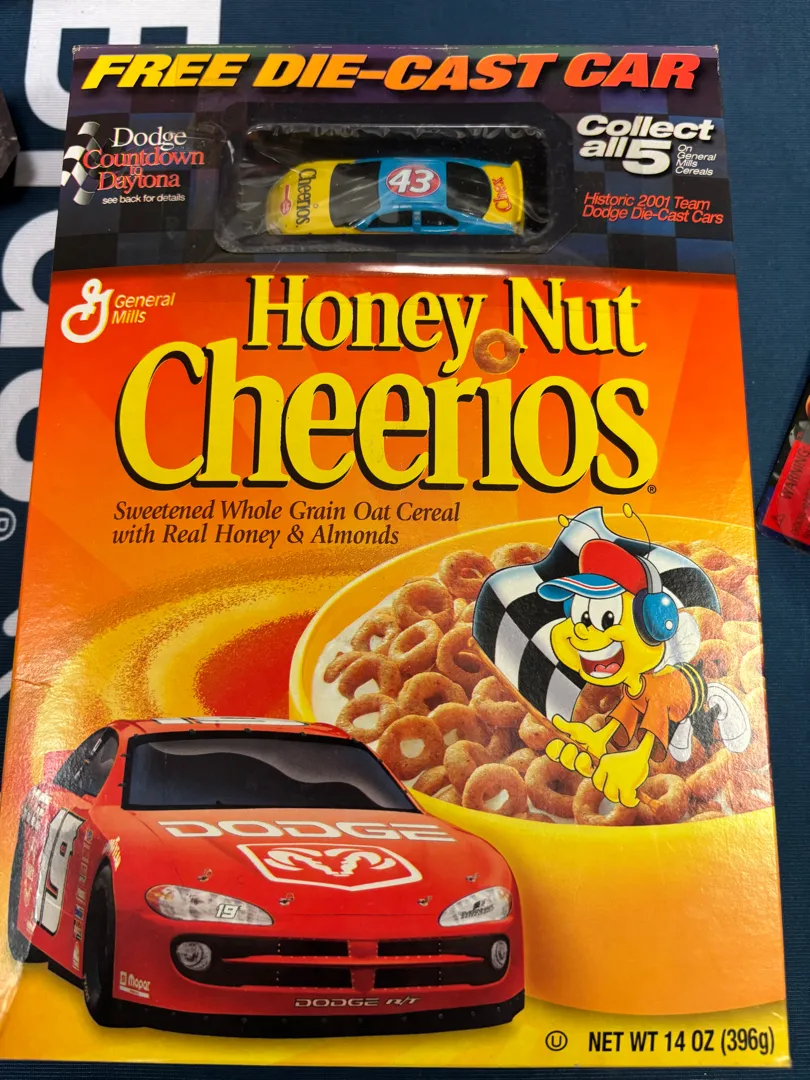 FREE DIE-CAST CAR
Dodge
Countdown
to
Daytona
see back for details
Cheerios
43
Collect
all 5
On
General
Mills
Cereals
Historic 2001 Team
Dodge Die-Cast Cars
General
Mills
Honey Nut
Cheerios®
Sweetened Whole Grain Oat Cereal
with Real Honey & Almonds
DODGE
19
19
Mopar
DODGE R/T
U NET WT 14 OZ (396g)
WARNING